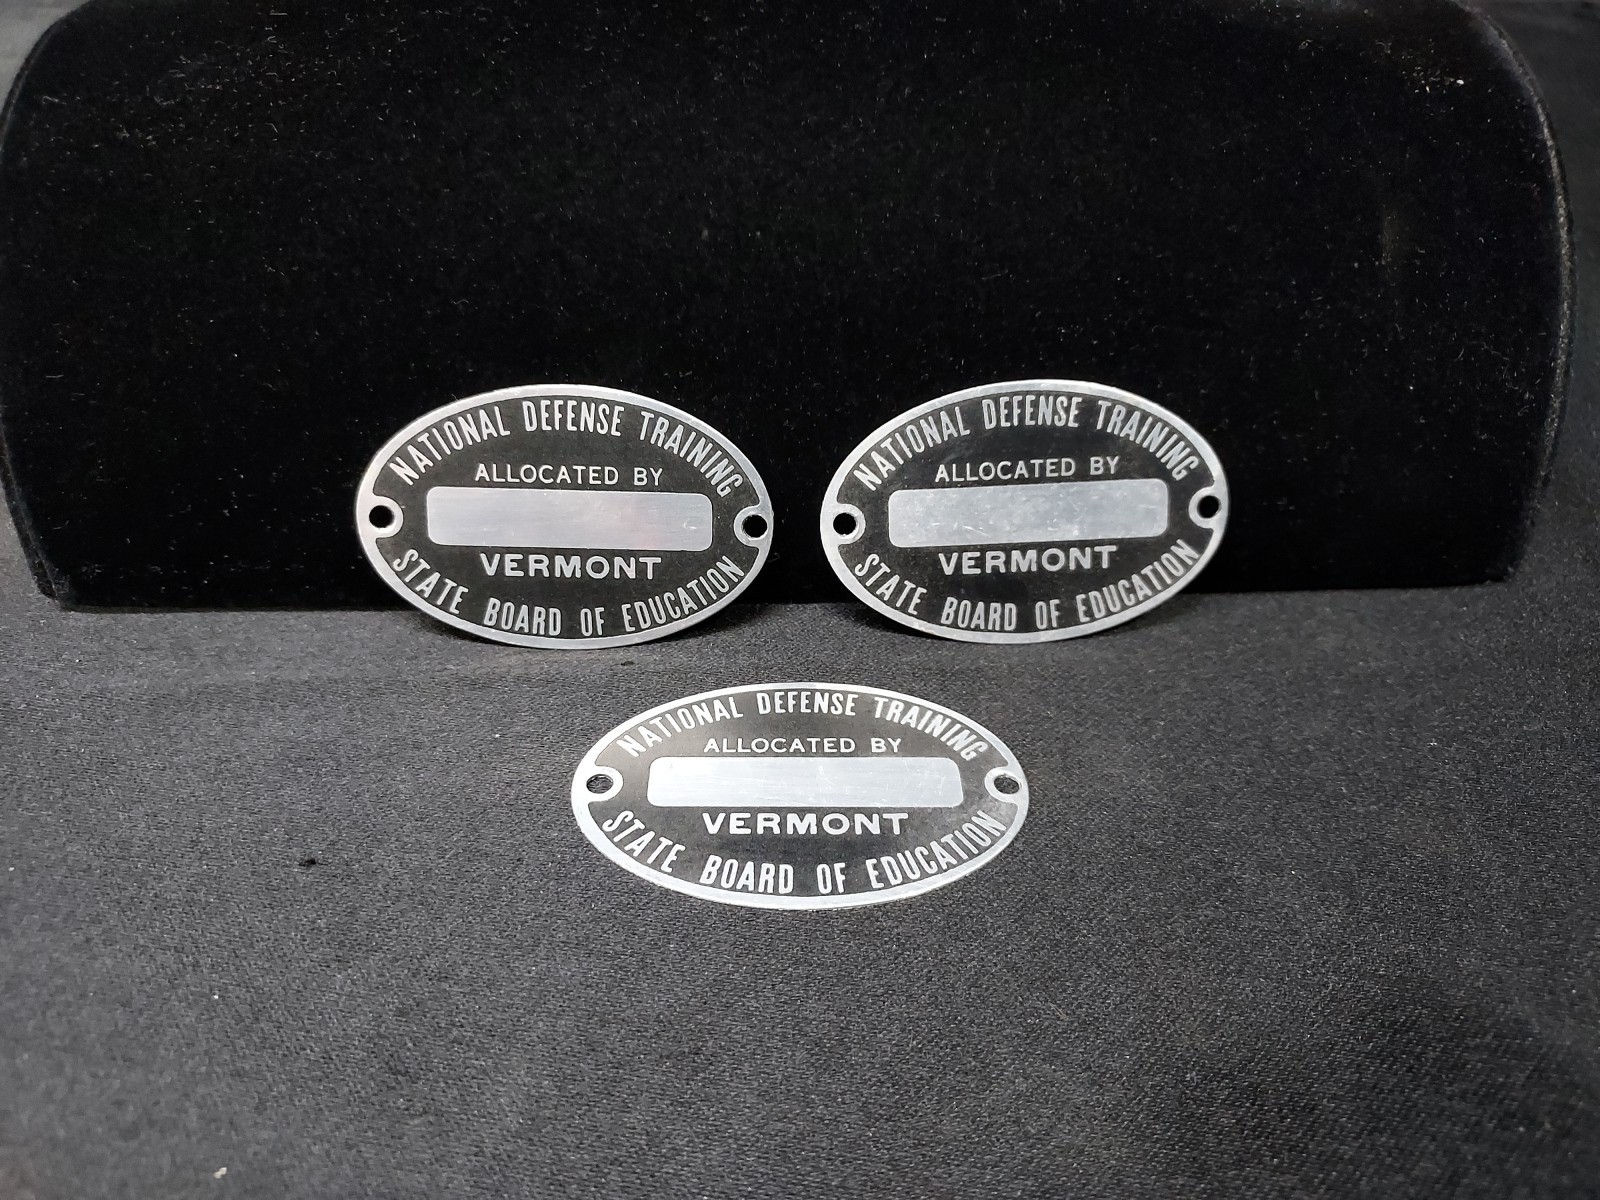 NATIONAL DEFENSE TRAINING
ALLOCATED BY
VERMONT
STATE BOARD OF EDUCATION
NATIONAL DEFENSE TRAINING
ALLOCATED BY
VERMONT
STATE BOARD OF EDUCATION
NATIONAL DEFENSE TRAINING
ALLOCATED BY
VERMONT
STATE BOARD OF EDUCATION